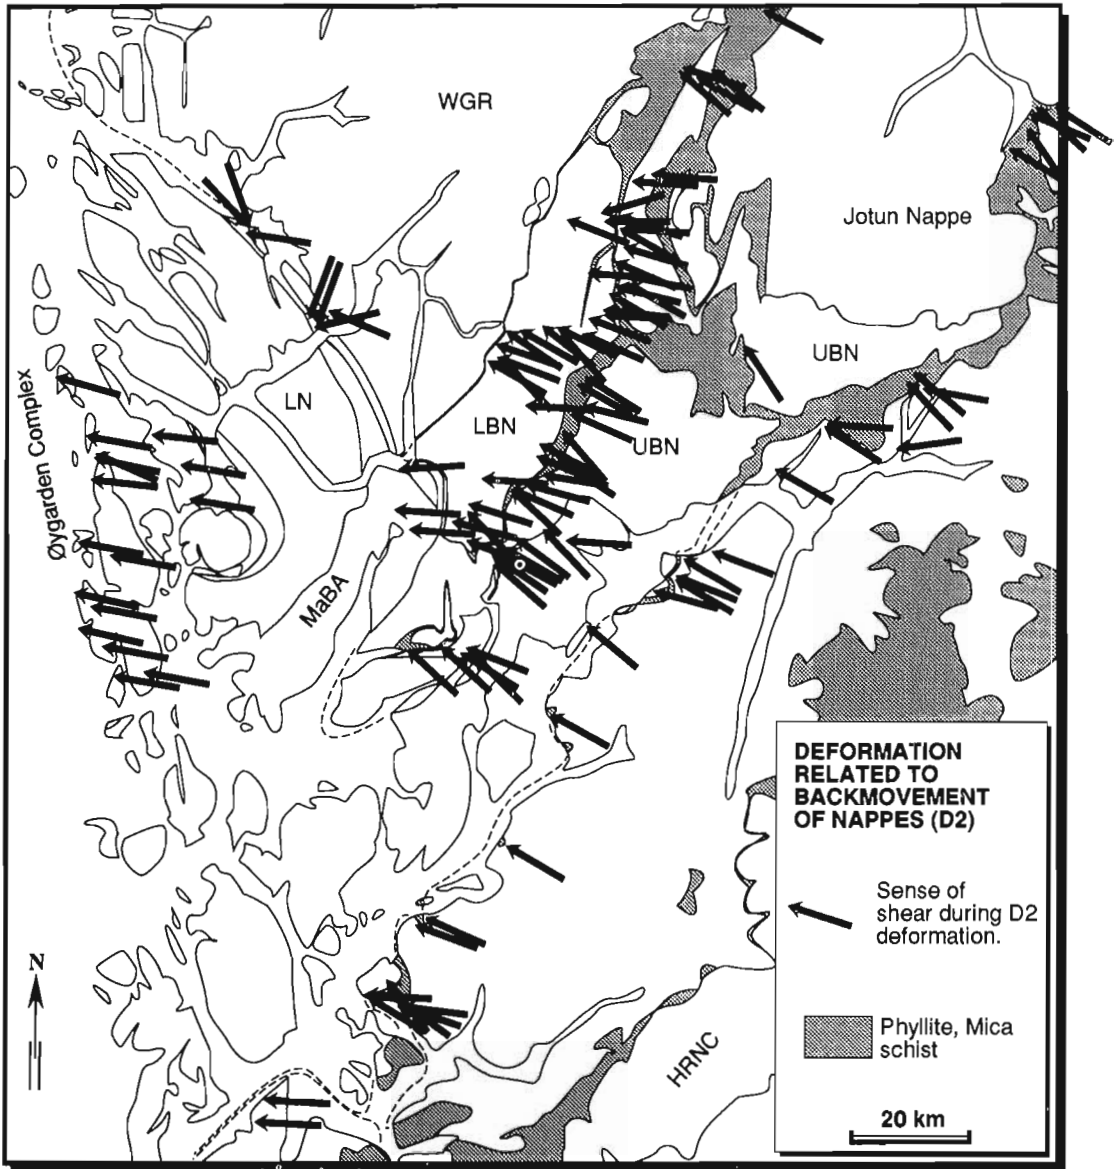 WGR
Jotun Nappe
UBN
Øygarden Complex
LN
LBN
UBN
MaBA
DEFORMATION
RELATED TO
BACKMOVEMENT
OF NAPPES (D2)
Sense of
shear during D2
deformation.
N
Phyllite, Mica
schist
HRNC
20 km